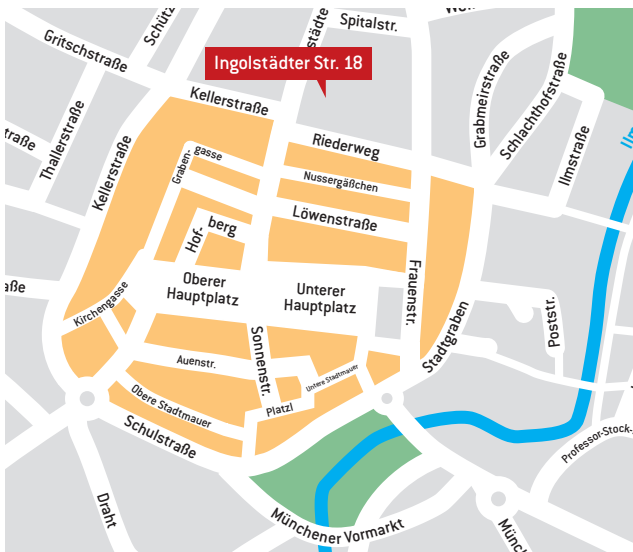 Spitalstr.
Gritschstraße
Ingolstädter Str. 18
Kellerstraße
Riederweg
Grabmeirstraße
Schlachthofstraße
Ilmstraße
Thallerstraße
Kellerstraße
Graben-
gasse
Nussergäßchen
Löwenstraße
Hof-
berg
Oberer
Hauptplatz
Unterer
Hauptplatz
Frauenstr.
Stadtgraben
Poststr.
Kirchengasse
Sonnenstr.
Auenstr.
Untere Stadtmauer
Obere Stadtmauer
Platzl
Schulstraße
Professor-Stock-
Draht
Münchener Vormarkt